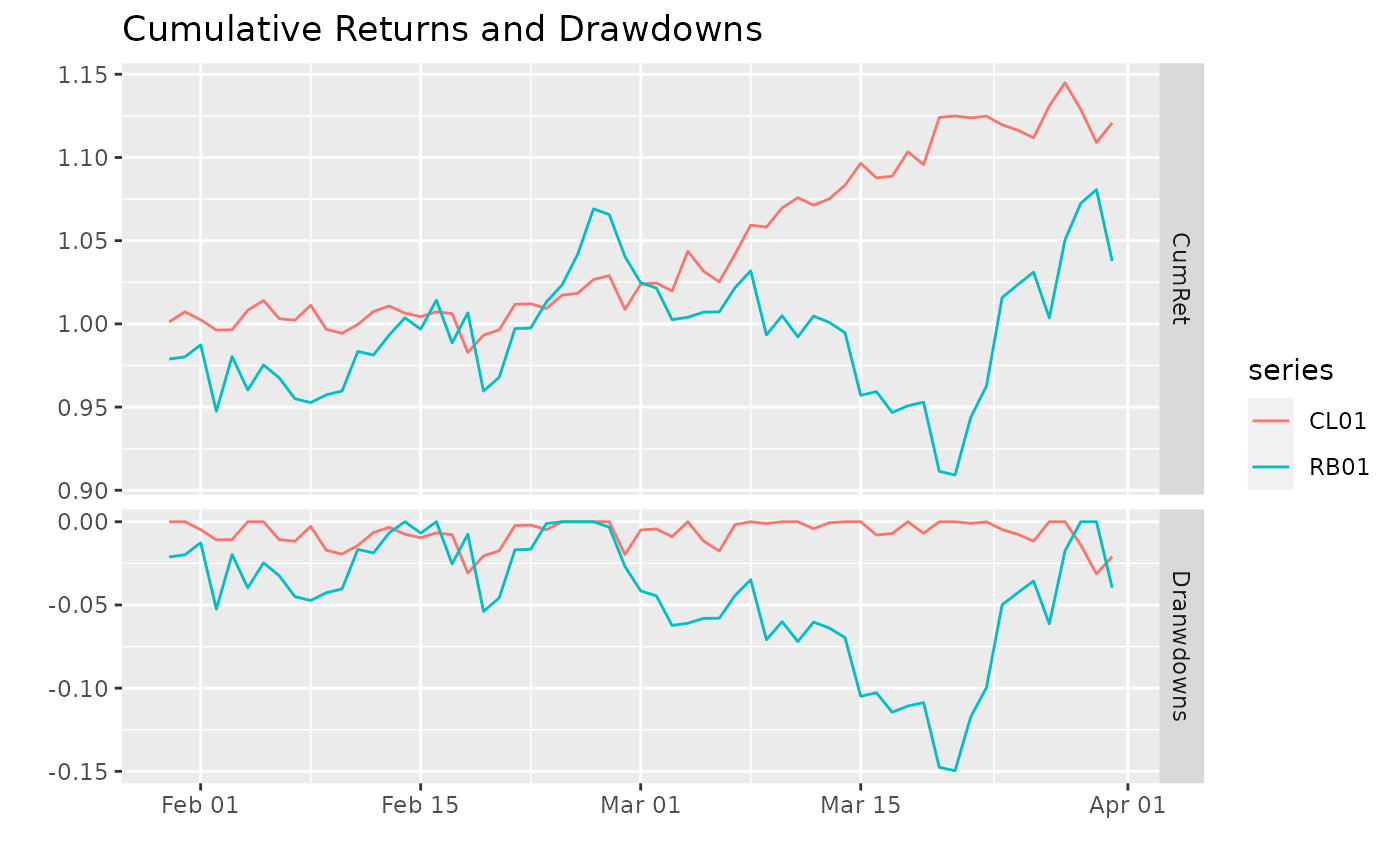 Cumulative Returns and Drawdowns
1.15
1.10
1.05
1.00
0.95
0.90
CumRet
0.00
-0.05
-0.10
-0.15
Dranwdowns
Feb 01
Feb 15
Mar 01
Mar 15
Apr 01
series
CL01
RB01